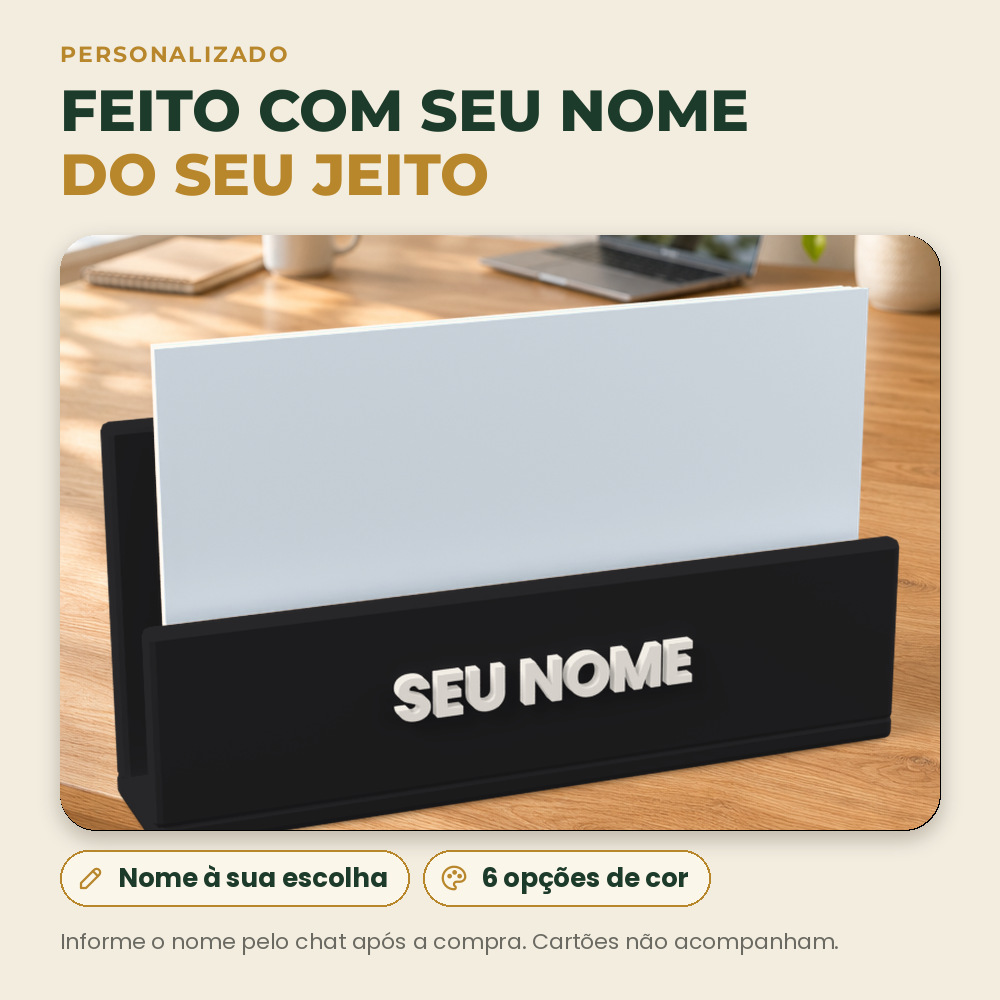 PERSONALIZADO
FEITO COM SEU NOME
DO SEU JEITO
SEU NOME
Nome à sua escolha
6 opções de cor
Informe o nome pelo chat após a compra. Cartões não acompanham.